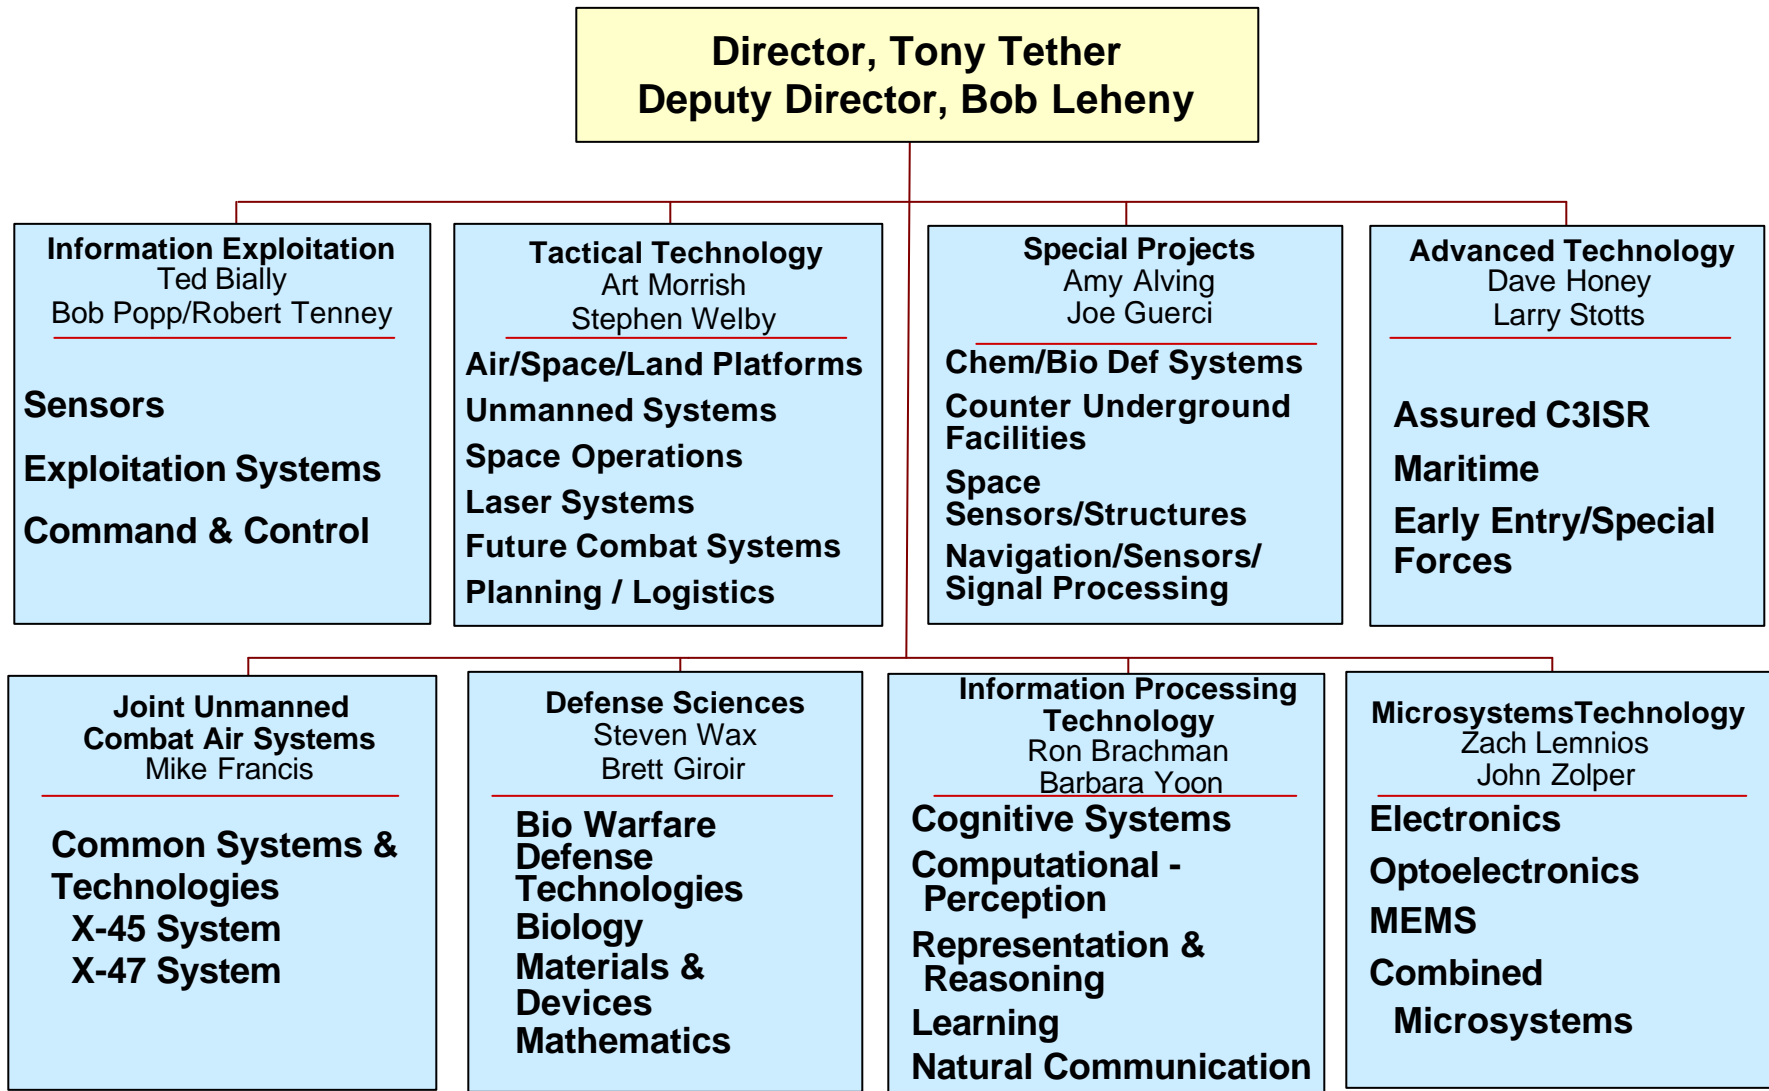 Director, Tony Tether
Deputy Director, Bob Leheny
Information Exploitation
Ted Bially
Bob Popp/Robert Tenney
Sensors
Exploitation Systems
Command & Control
Tactical Technology
Art Morrish
Stephen Welby
Air/Space/Land Platforms
Unmanned Systems
Space Operations
Laser Systems
Future Combat Systems
Planning / Logistics
Special Projects
Amy Alving
Joe Guerci
Chem/Bio Def Systems
Counter Underground
Facilities
Space
Sensors/Structures
Navigation/Sensors/
Signal Processing
Advanced Technology
Dave Honey
Larry Stotts
Assured C3ISR
Maritime
Early Entry/Special
Forces
Joint Unmanned
Combat Air Systems
Mike Francis
Common Systems &
Technologies
X-45 System
X-47 System
Defense Sciences
Steven Wax
Brett Giroir
Bio Warfare
Defense
Technologies
Biology
Materials &
Devices
Mathematics
Information Processing
Technology
Ron Brachman
Barbara Yoon
Cognitive Systems
Computational -
Perception
Representation &
Reasoning
Learning
Natural Communication
MicrosystemsTechnology
Zach Lemnios
John Zolper
Electronics
Optoelectronics
MEMS
Combined
Microsystems